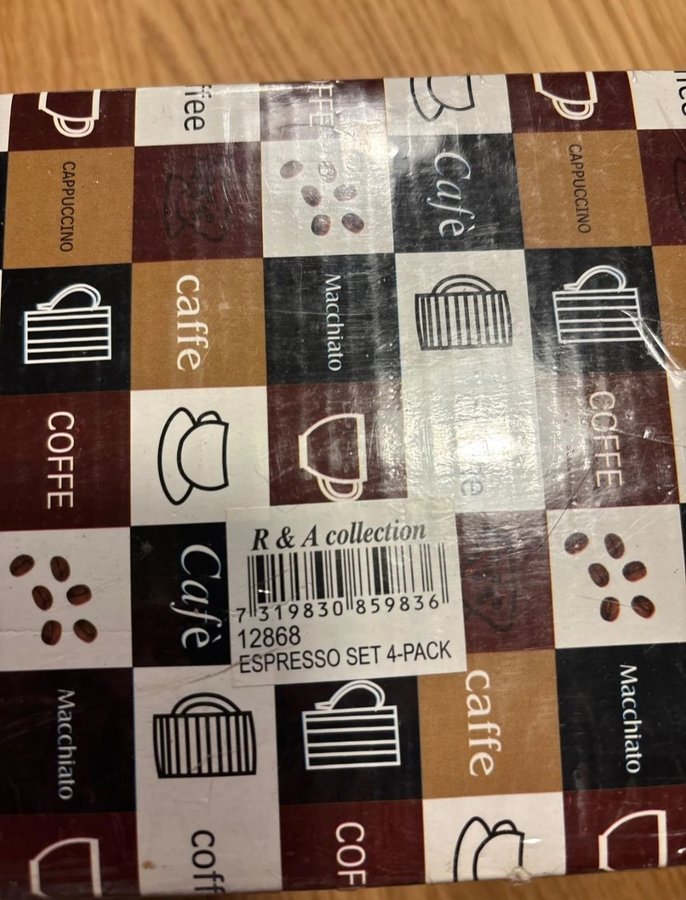 ffee
FFE
CAPPUCCINO
Cafè
CAPPUCCINO
caffe
Macchiato
COFFE
COFFE
Cafè
R & A collection
7 319830 859836
12868
ESPRESSO SET 4-PACK
Macchiato
caffe
Macchiato
coff
COF